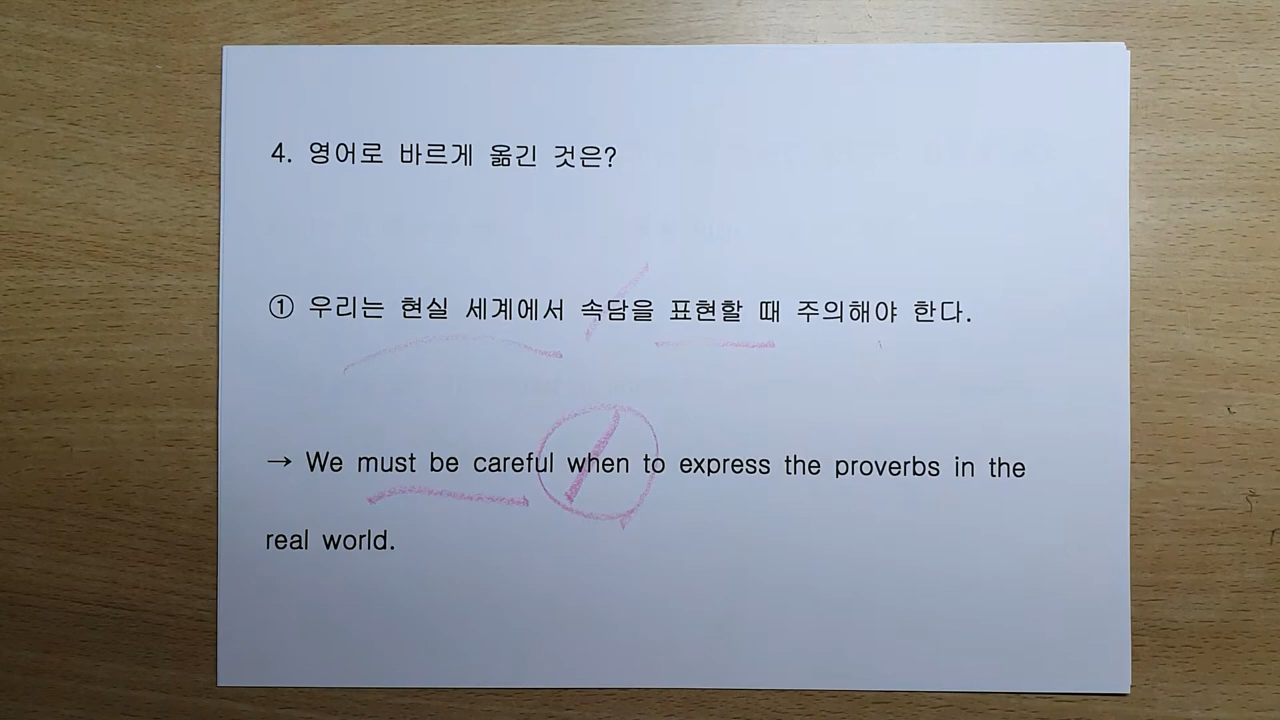 4. 영어로 바르게 옮긴 것은?
① 우리는 현실 세계에서 속담을 표현할 때 주의해야 한다.
→ We must be careful when to express the proverbs in the
real world.